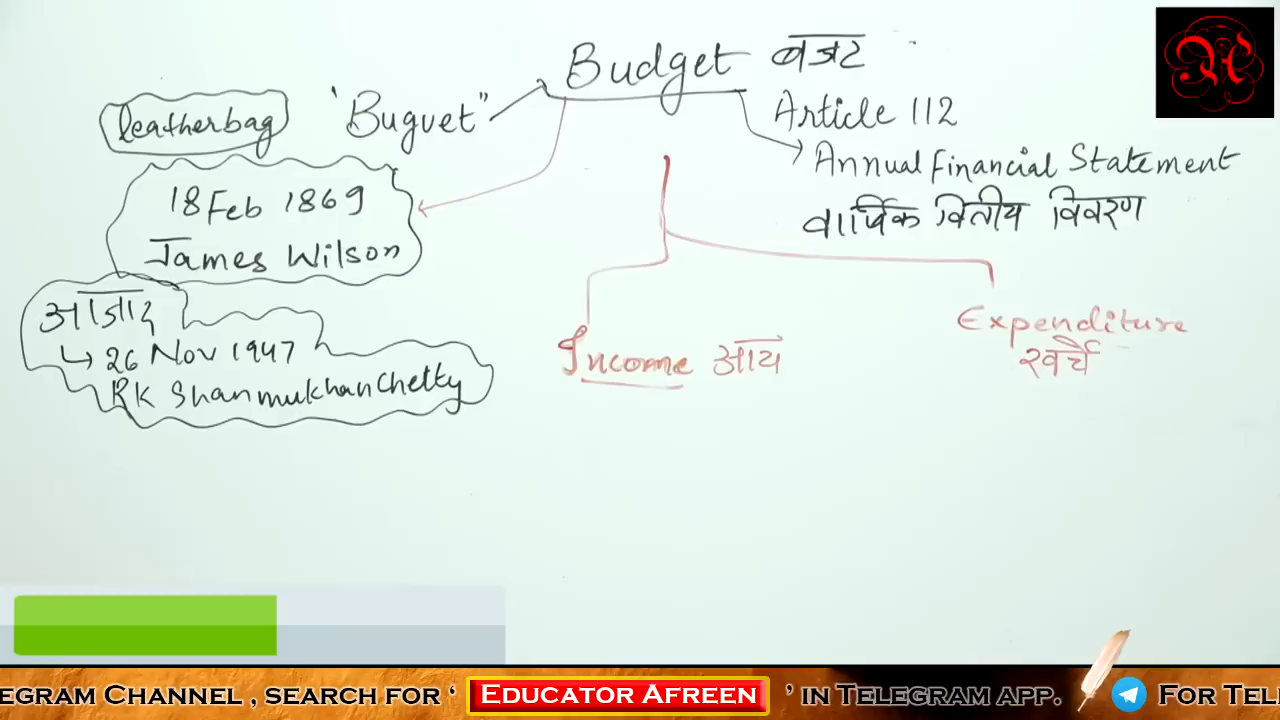 Budget बजट
Article 112
Annual Financial Statement
वार्षिक वित्तीय विवरण
leatherbag
'Buguet"
18 Feb 1869
James Wilson
आज़ाद
26 Nov 1947
RK Shanmukhan Chetty
Income आय
Expenditure
खर्च
egram Channel , search for ‘ Educator Afreen ’ in Telegram app. For Tel